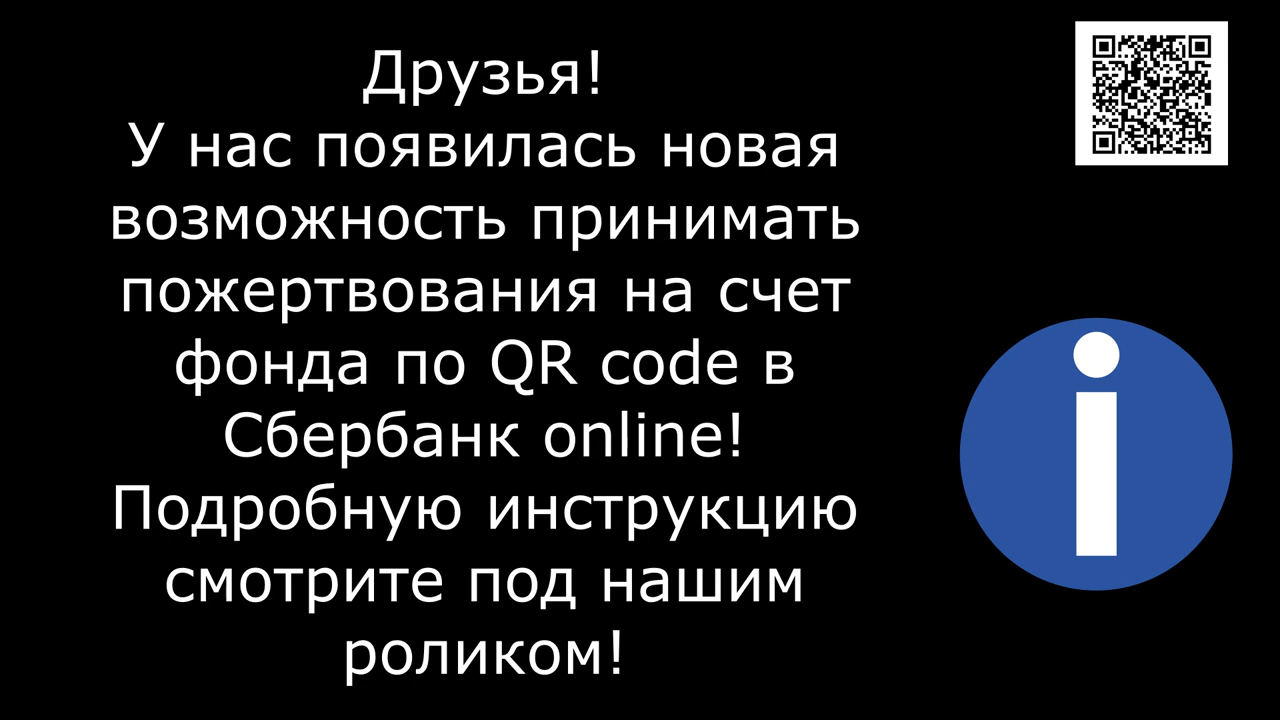 Друзья!
У нас появилась новая
возможность принимать
пожертвования на счет
фонда по QR code в
Сбербанк online!
Подробную инструкцию
смотрите под нашим
роликом!